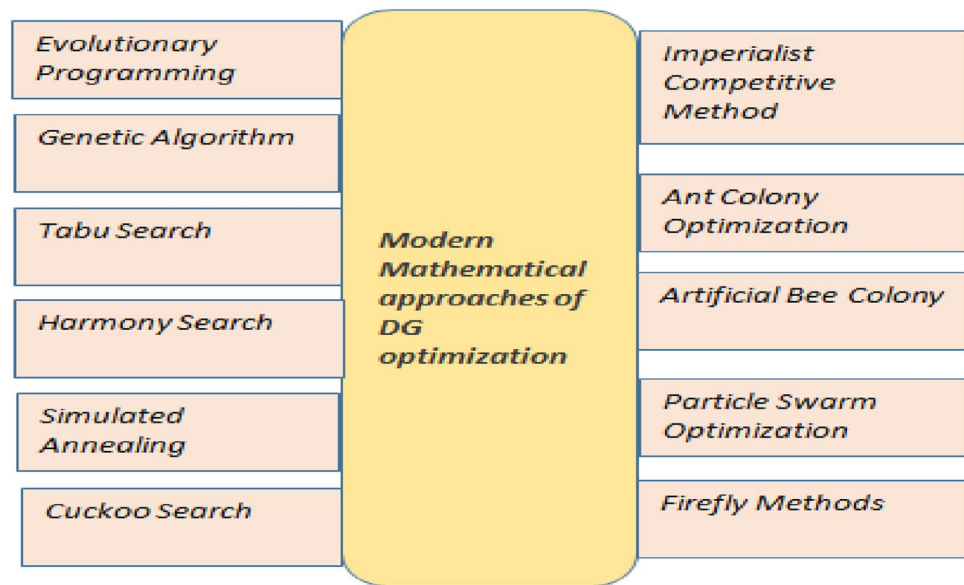 Evolutionary
Programming
Genetic Algorithm
Tabu Search
Harmony Search
Simulated
Annealing
Cuckoo Search
Modern
Mathematical
approaches of
DG
optimization
Imperialist
Competitive
Method
Ant Colony
Optimization
Artificial Bee Colony
Particle Swarm
Optimization
Firefly Methods